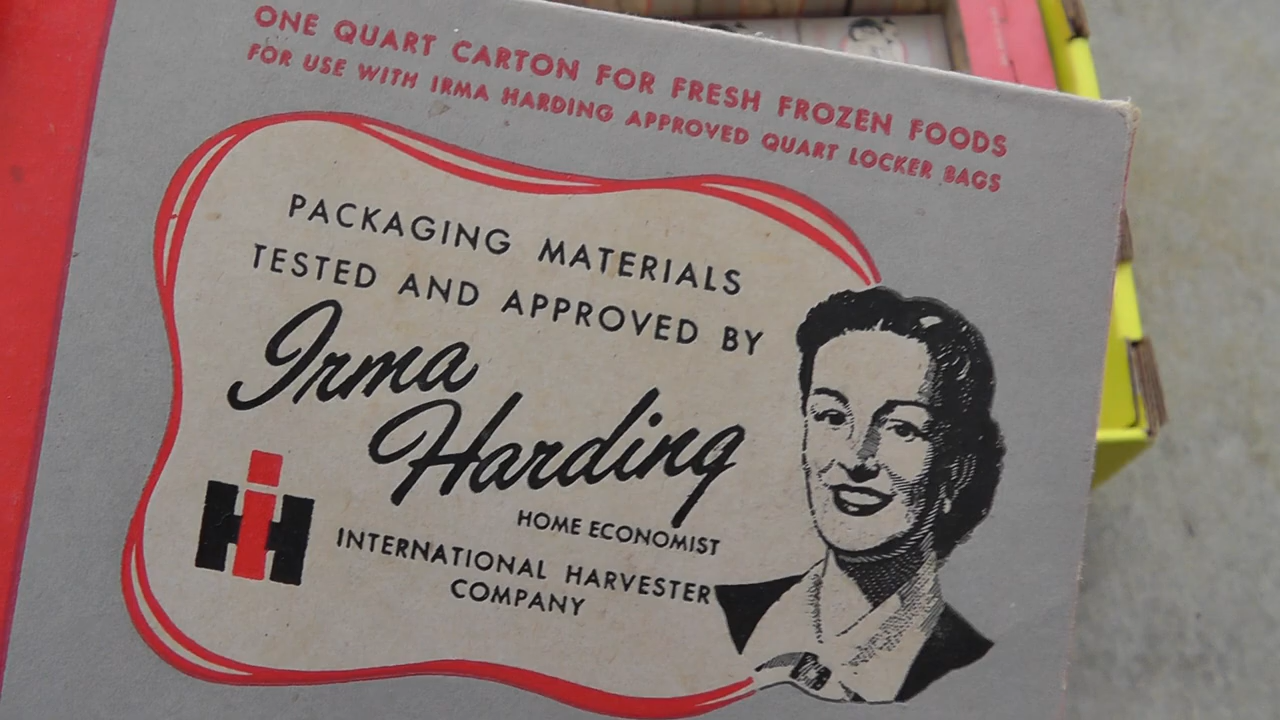 ONE QUART CARTON FOR FRESH FROZEN FOODS
FOR USE WITH IRMA HARDING APPROVED QUART LOCKER BAGS
PACKAGING MATERIALS
TESTED AND APPROVED BY
Irma
Harding
HOME ECONOMIST
IH
INTERNATIONAL HARVESTER
COMPANY